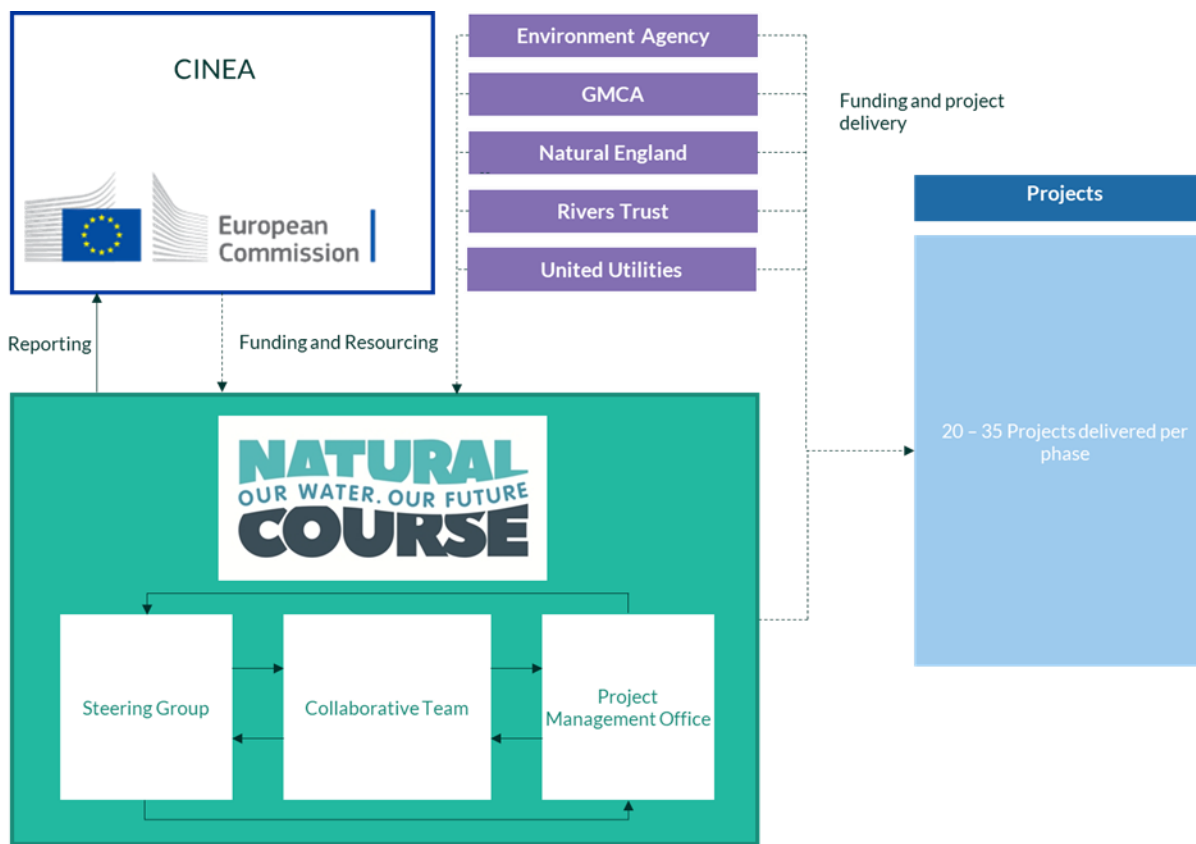 CINEA
European
Commission
Environment Agency
GMCA
Natural England
Rivers Trust
United Utilities
Funding and project
delivery
Projects
20 – 35 Projects delivered per
phase
Reporting
Funding and Resourcing
NATURAL
OUR WATER. OUR FUTURE
COURSE
Steering Group
Collaborative Team
Project
Management Office